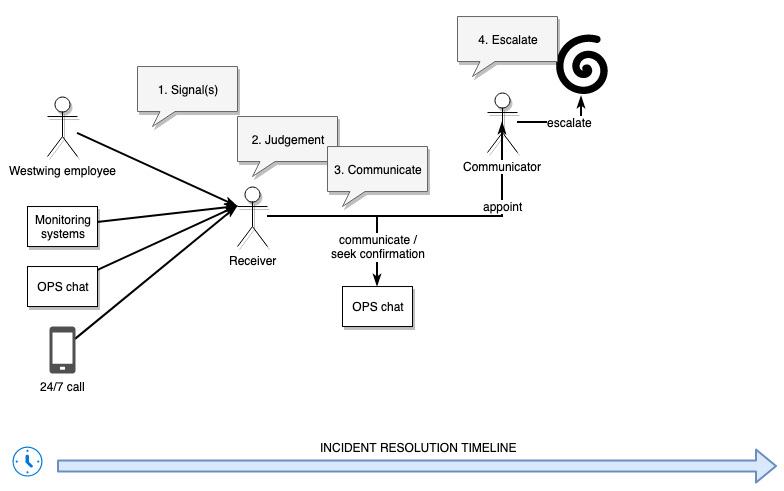 4. Escalate
1. Signal(s)
2. Judgement
3. Communicate
Westwing employee
Monitoring
systems
OPS chat
24/7 call
Receiver
communicate /
seek confirmation
OPS chat
appoint
Communicator
escalate
INCIDENT RESOLUTION TIMELINE